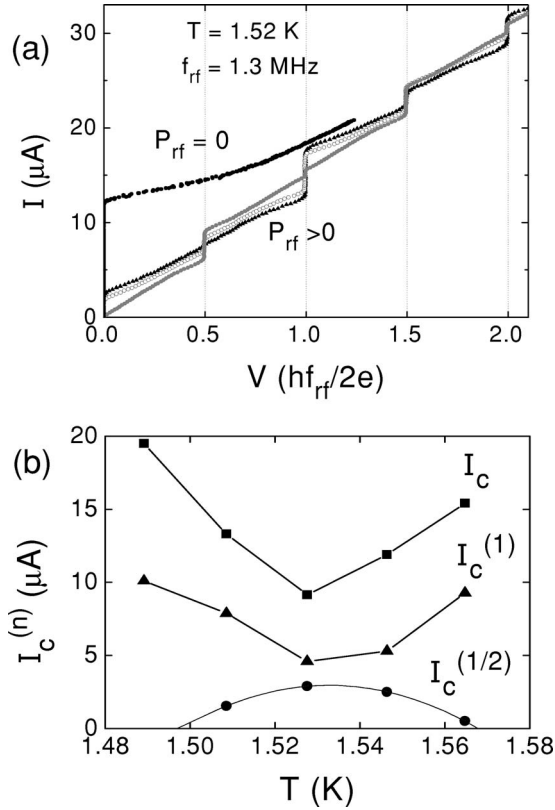 (a)
T = 1.52 K
f_rf = 1.3 MHz
P_rf = 0
P_rf >0
I (µA)
30
20
10
0
0.0 0.5 1.0 1.5 2.0
V (hf_rf/2e)
(b)
I_c
I_c^(1)
I_c^(1/2)
I_c^(n) (µA)
20
15
10
5
0
1.48 1.50 1.52 1.54 1.56 1.58
T (K)